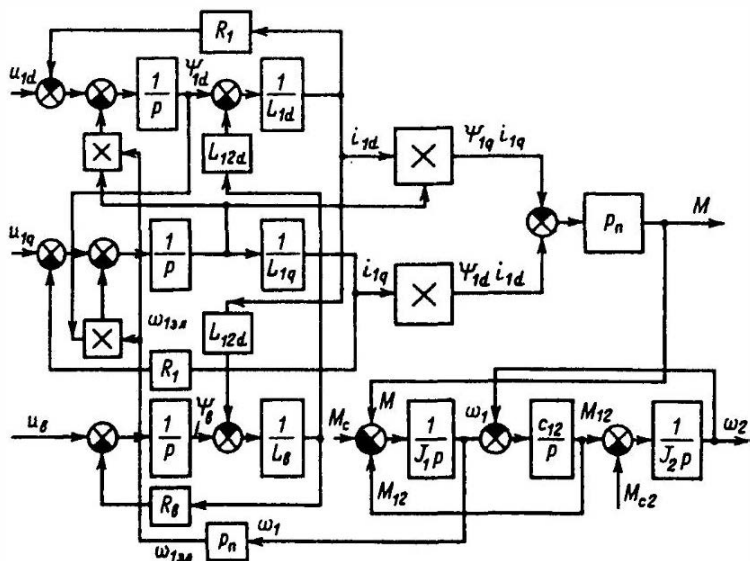 R₁
u₁d
1/p
Ψ₁d
1/L₁d
×
L₁₂d
i₁d
×
Ψ₁q i₁q
u₁q
1/p
1/L₁q
i₁q
×
Ψ₁d i₁d
pп
M
×
ω₁эл
L₁₂d
R₁
uв
1/p
Ψв
1/Lв
Mc
M
1/J₁p
ω₁
c₁₂/p
M₁₂
1/J₂p
ω₂
M₁₂
Mc2
Rв
ω₁эл
pп
ω₁